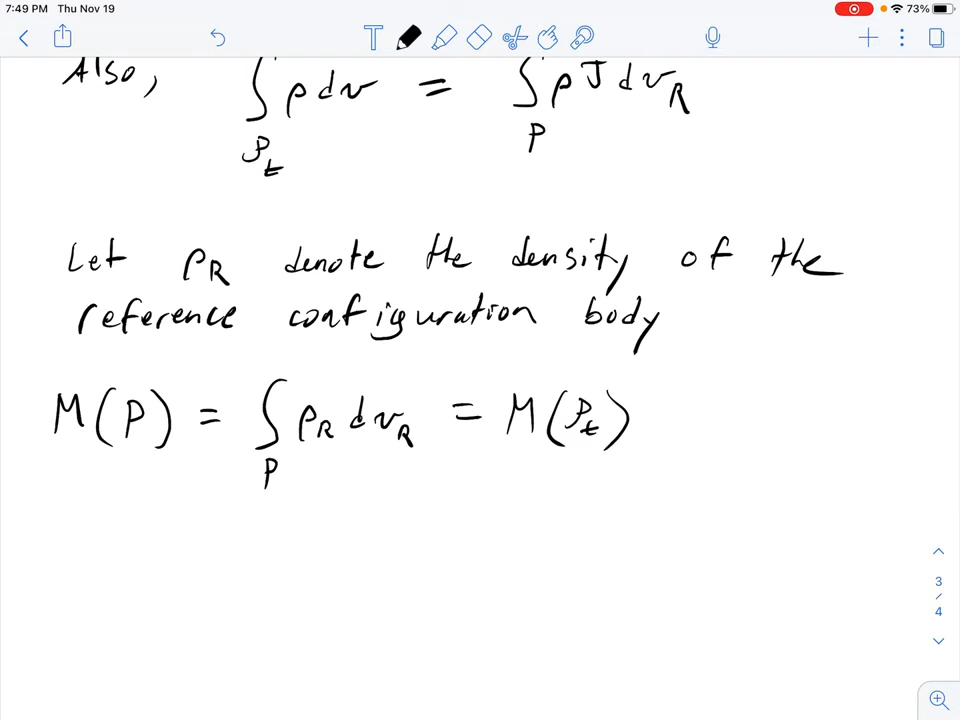 7:49 PM Thu Nov 19
73%
T
Also, ∫_{𝒫_t} ρ dv = ∫_P ρ J dv_R
Let ρ_R denote the density of the
reference configuration body
M(P) = ∫_P ρ_R dv_R = M(𝒫_t)
3
/
4